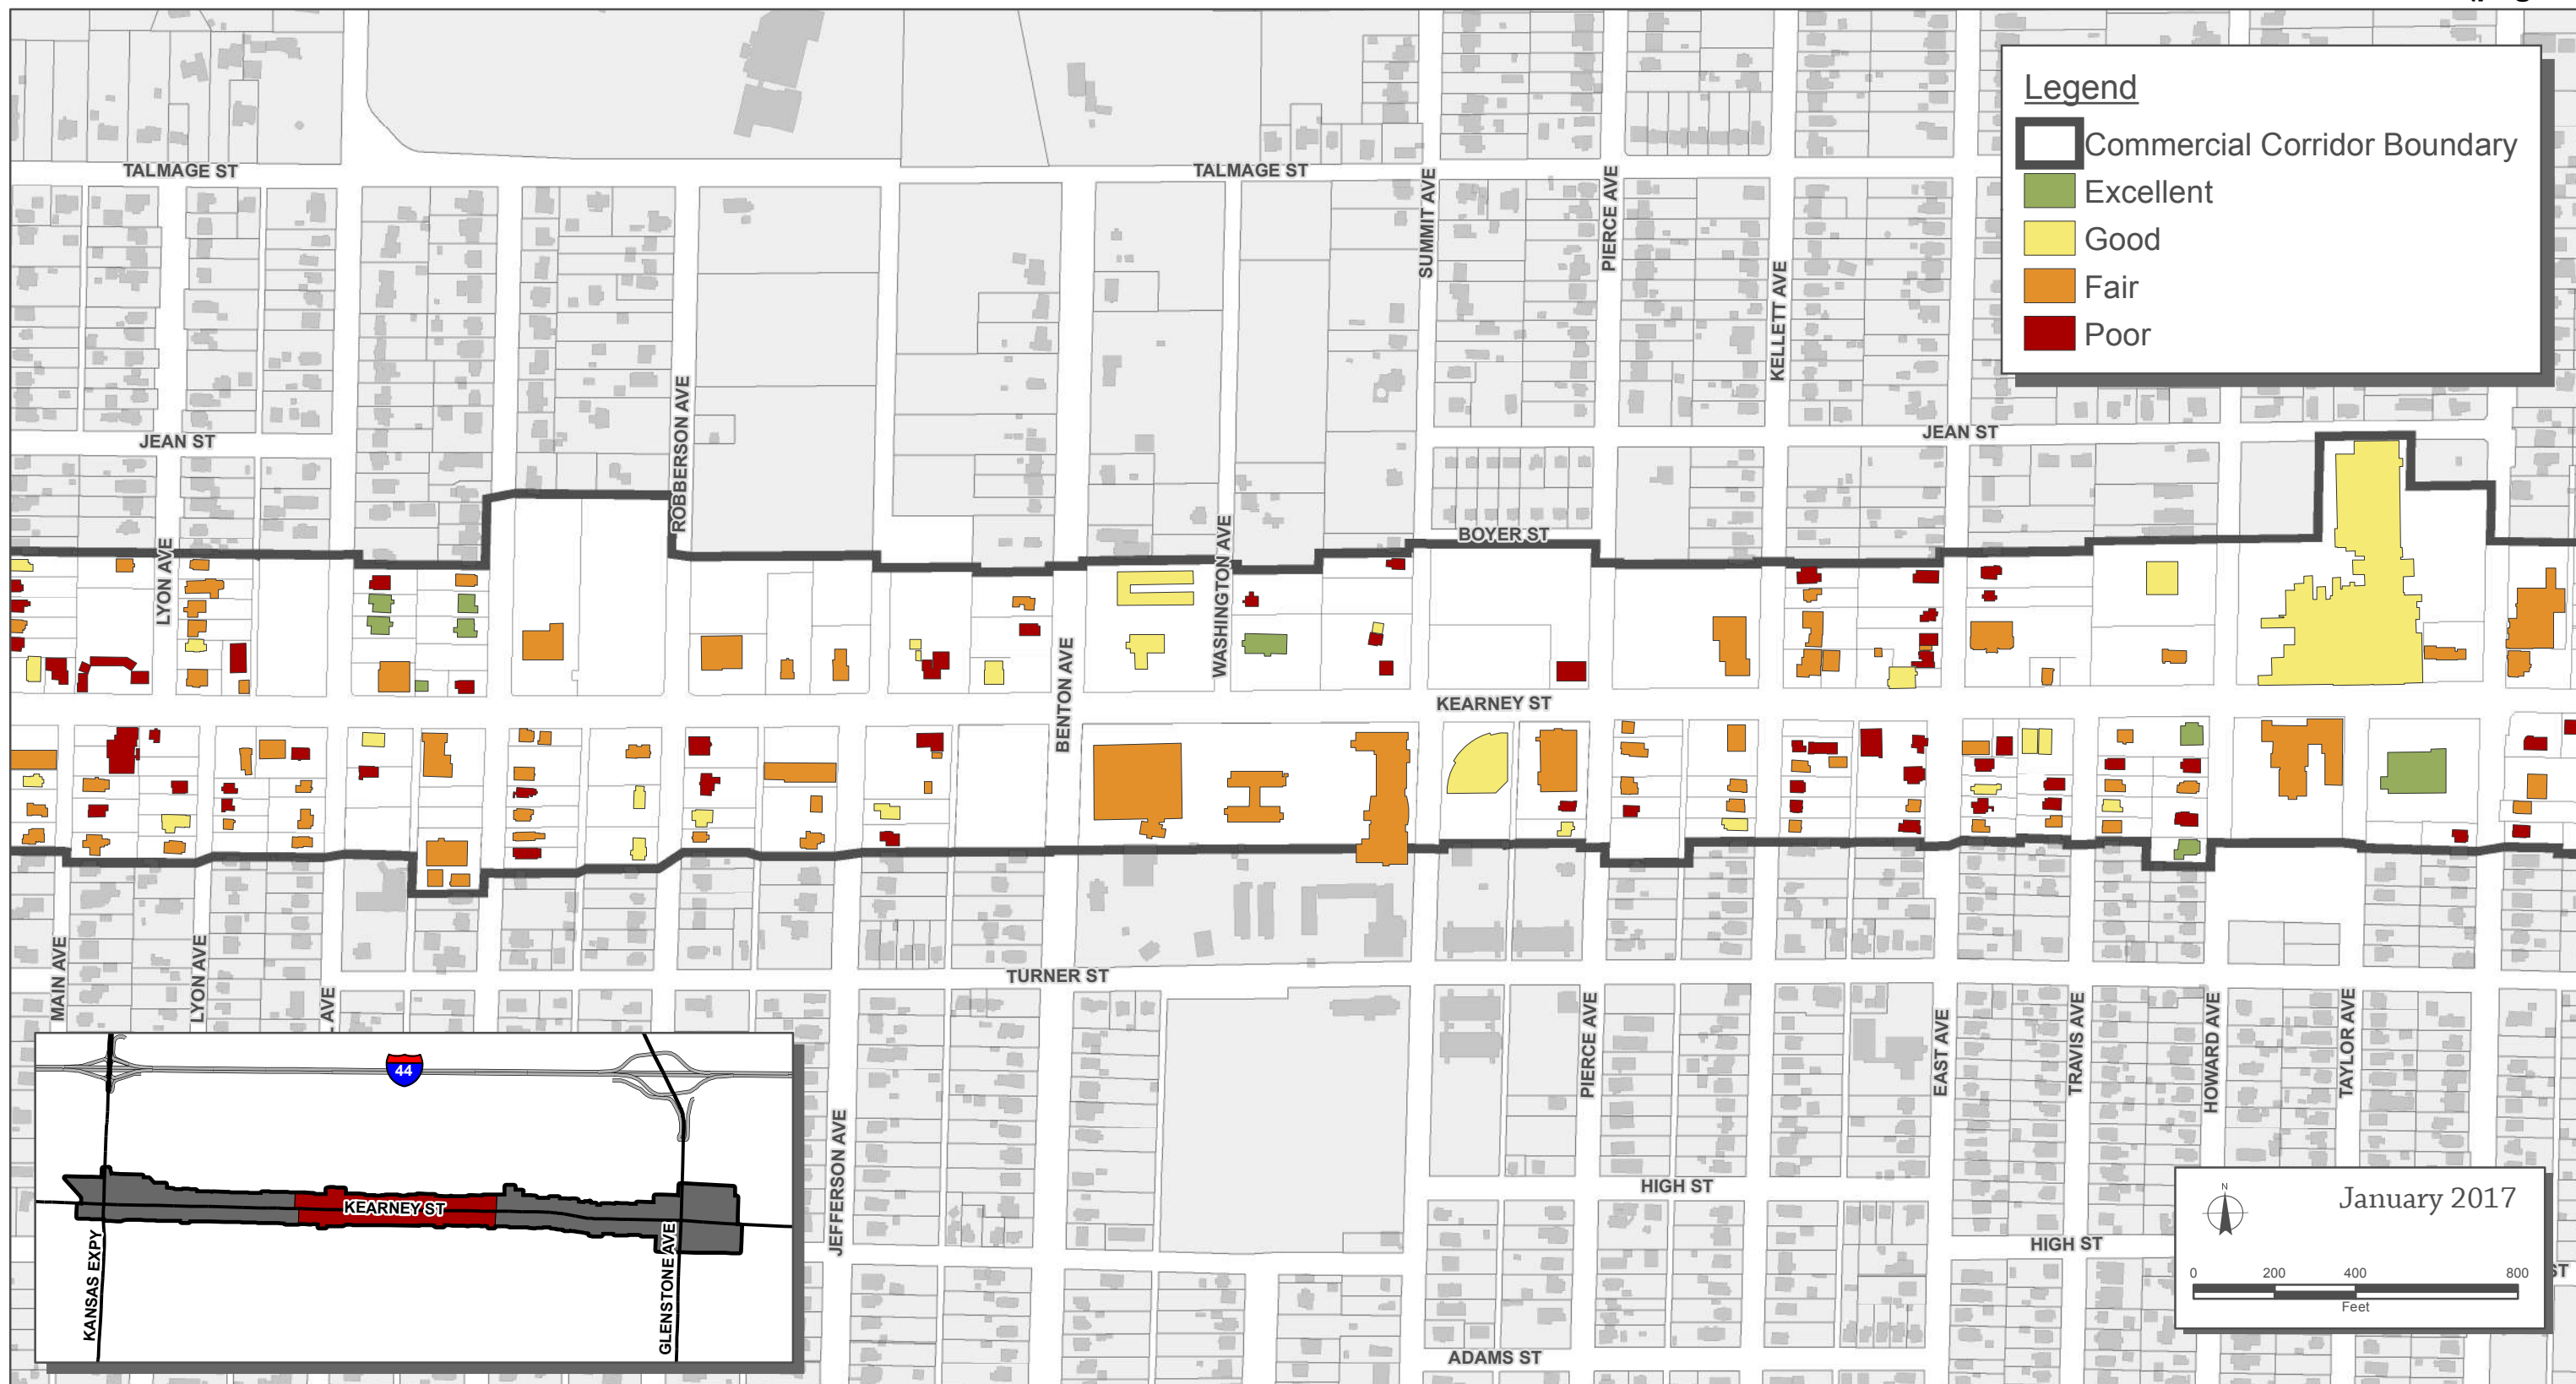 Legend
Commercial Corridor Boundary
Excellent
Good
Fair
Poor
TALMAGE ST
TALMAGE ST
SUMMIT AVE
PIERCE AVE
KELLETT AVE
ROBBERSON AVE
JEAN ST
JEAN ST
BOYER ST
LYON AVE
WASHINGTON AVE
BENTON AVE
KEARNEY ST
MAIN AVE
LYON AVE
AVE
TURNER ST
PIERCE AVE
EAST AVE
TRAVIS AVE
HOWARD AVE
TAYLOR AVE
JEFFERSON AVE
HIGH ST
HIGH ST
ST
ADAMS ST
44
KEARNEY ST
KANSAS EXPY
GLENSTONE AVE
N
January 2017
0 200 400 800
Feet